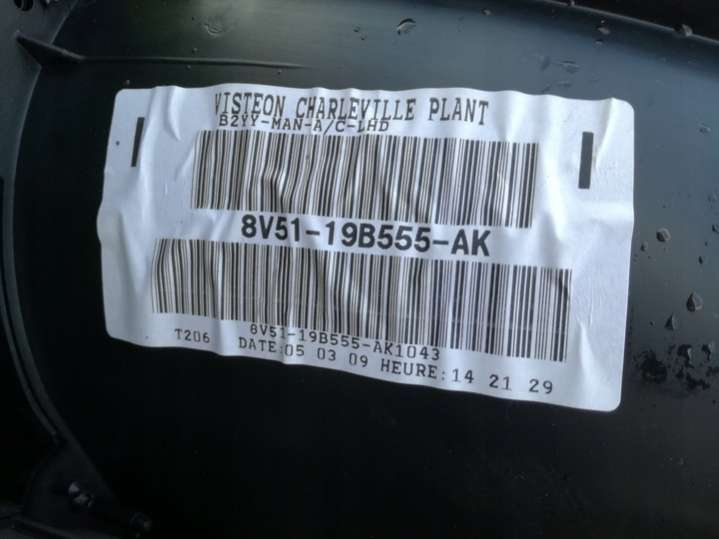 VISTEON CHARLEVILLE PLANT
B2YY-MAN-A/C-LHD
8V51-19B555-AK
8V51-19B555-AK1043
T206 DATE:05 03 09 HEURE:14 21 29